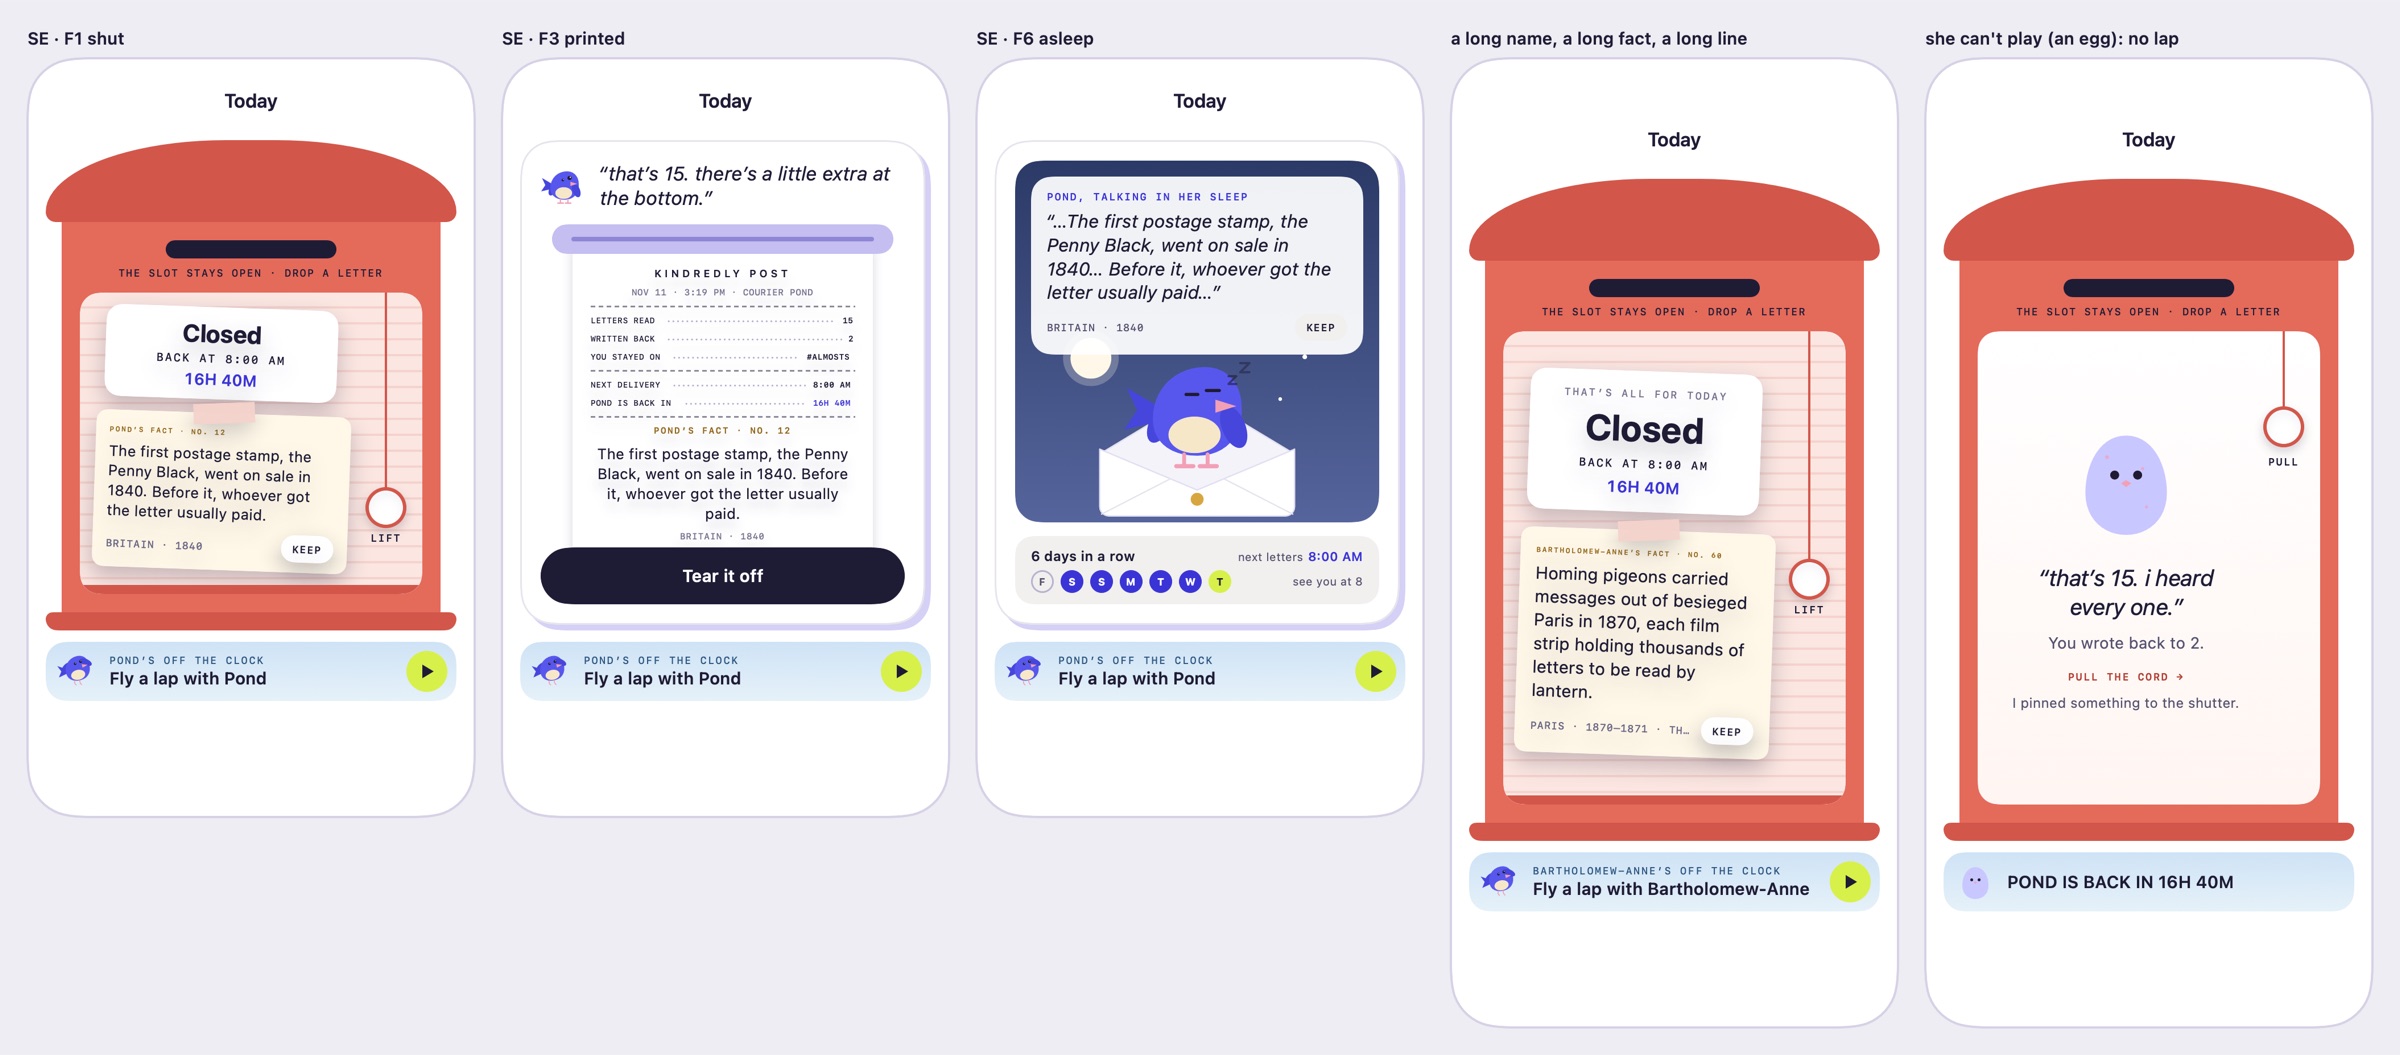 SE · F1 shut
Today
THE SLOT STAYS OPEN · DROP A LETTER
Closed
BACK AT 8:00 AM
16H 40M
POND’S FACT · NO. 12
The first postage stamp, the
Penny Black, went on sale in
1840. Before it, whoever got
the letter usually paid.
BRITAIN · 1840
KEEP
LIFT
POND’S OFF THE CLOCK
Fly a lap with Pond
SE · F3 printed
Today
“that’s 15. there’s a little extra at
the bottom.”
KINDREDLY POST
NOV 11 · 3:19 PM · COURIER POND
LETTERS READ 15
WRITTEN BACK 2
YOU STAYED ON #ALMOSTS
NEXT DELIVERY 8:00 AM
POND IS BACK IN 16H 40M
POND’S FACT · NO. 12
The first postage stamp, the Penny
Black, went on sale in 1840. Before
it, whoever got the letter usually
paid.
BRITAIN · 1840
Tear it off
POND’S OFF THE CLOCK
Fly a lap with Pond
SE · F6 asleep
Today
POND, TALKING IN HER SLEEP
“…The first postage stamp, the
Penny Black, went on sale in
1840… Before it, whoever got the
letter usually paid…”
BRITAIN · 1840
KEEP
z z
6 days in a row
next letters 8:00 AM
F S S M T W T
see you at 8
POND’S OFF THE CLOCK
Fly a lap with Pond
a long name, a long fact, a long line
Today
THE SLOT STAYS OPEN · DROP A LETTER
THAT’S ALL FOR TODAY
Closed
BACK AT 8:00 AM
16H 40M
BARTHOLOMEW–ANNE’S FACT · NO. 60
Homing pigeons carried
messages out of besieged
Paris in 1870, each film
strip holding thousands of
letters to be read by
lantern.
PARIS · 1870–1871 · TH…
KEEP
LIFT
BARTHOLOMEW–ANNE’S OFF THE CLOCK
Fly a lap with Bartholomew-Anne
she can't play (an egg): no lap
Today
THE SLOT STAYS OPEN · DROP A LETTER
PULL
“that’s 15. i heard
every one.”
You wrote back to 2.
PULL THE CORD →
I pinned something to the shutter.
POND IS BACK IN 16H 40M